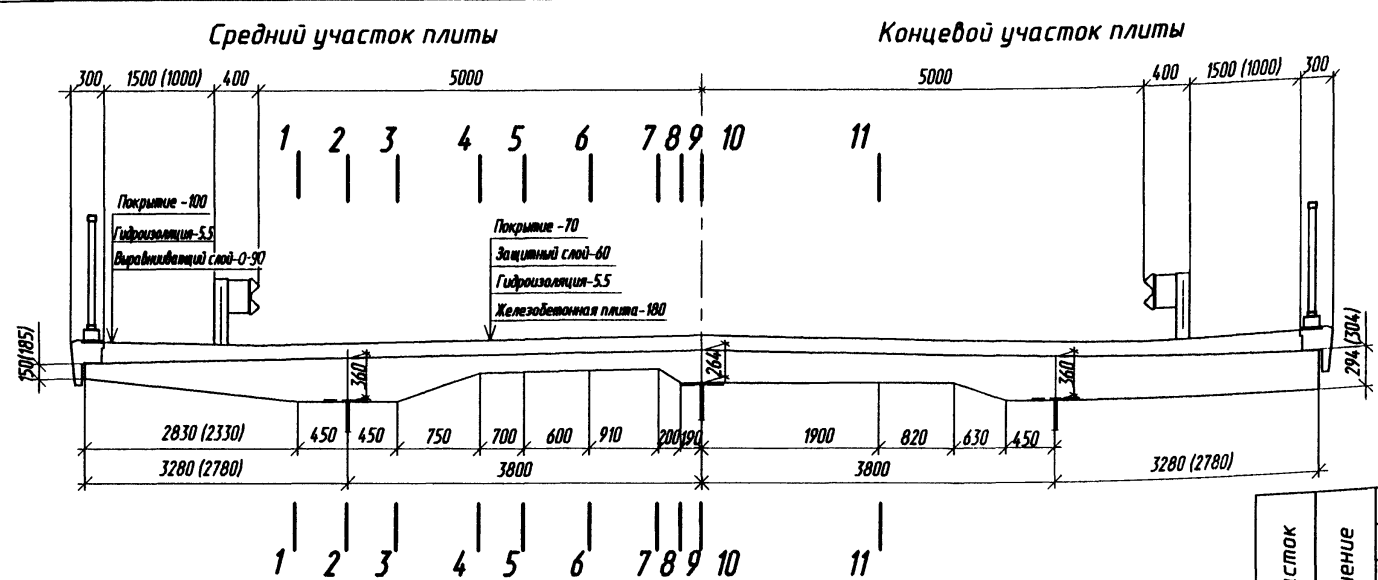 Средний участок плиты
Концевой участок плиты
300 1500 (1000) 400 5000 5000 400 1500 (1000) 300
1 2 3 4 5 6 7 8 9 10 11
Покрытие -100
Гидроизоляция-5.5
Выравнивающий слой-0-90
Покрытие -70
Защитный слой-60
Гидроизоляция-5.5
Железобетонная плита-180
150(185)
360
264
360
294 (304)
2830 (2330) 450 450 750 700 600 910 200 190 1900 820 630 450
3280 (2780) 3800 3800 3280 (2780)
1 2 3 4 5 6 7 8 9 10 11
сток
ение